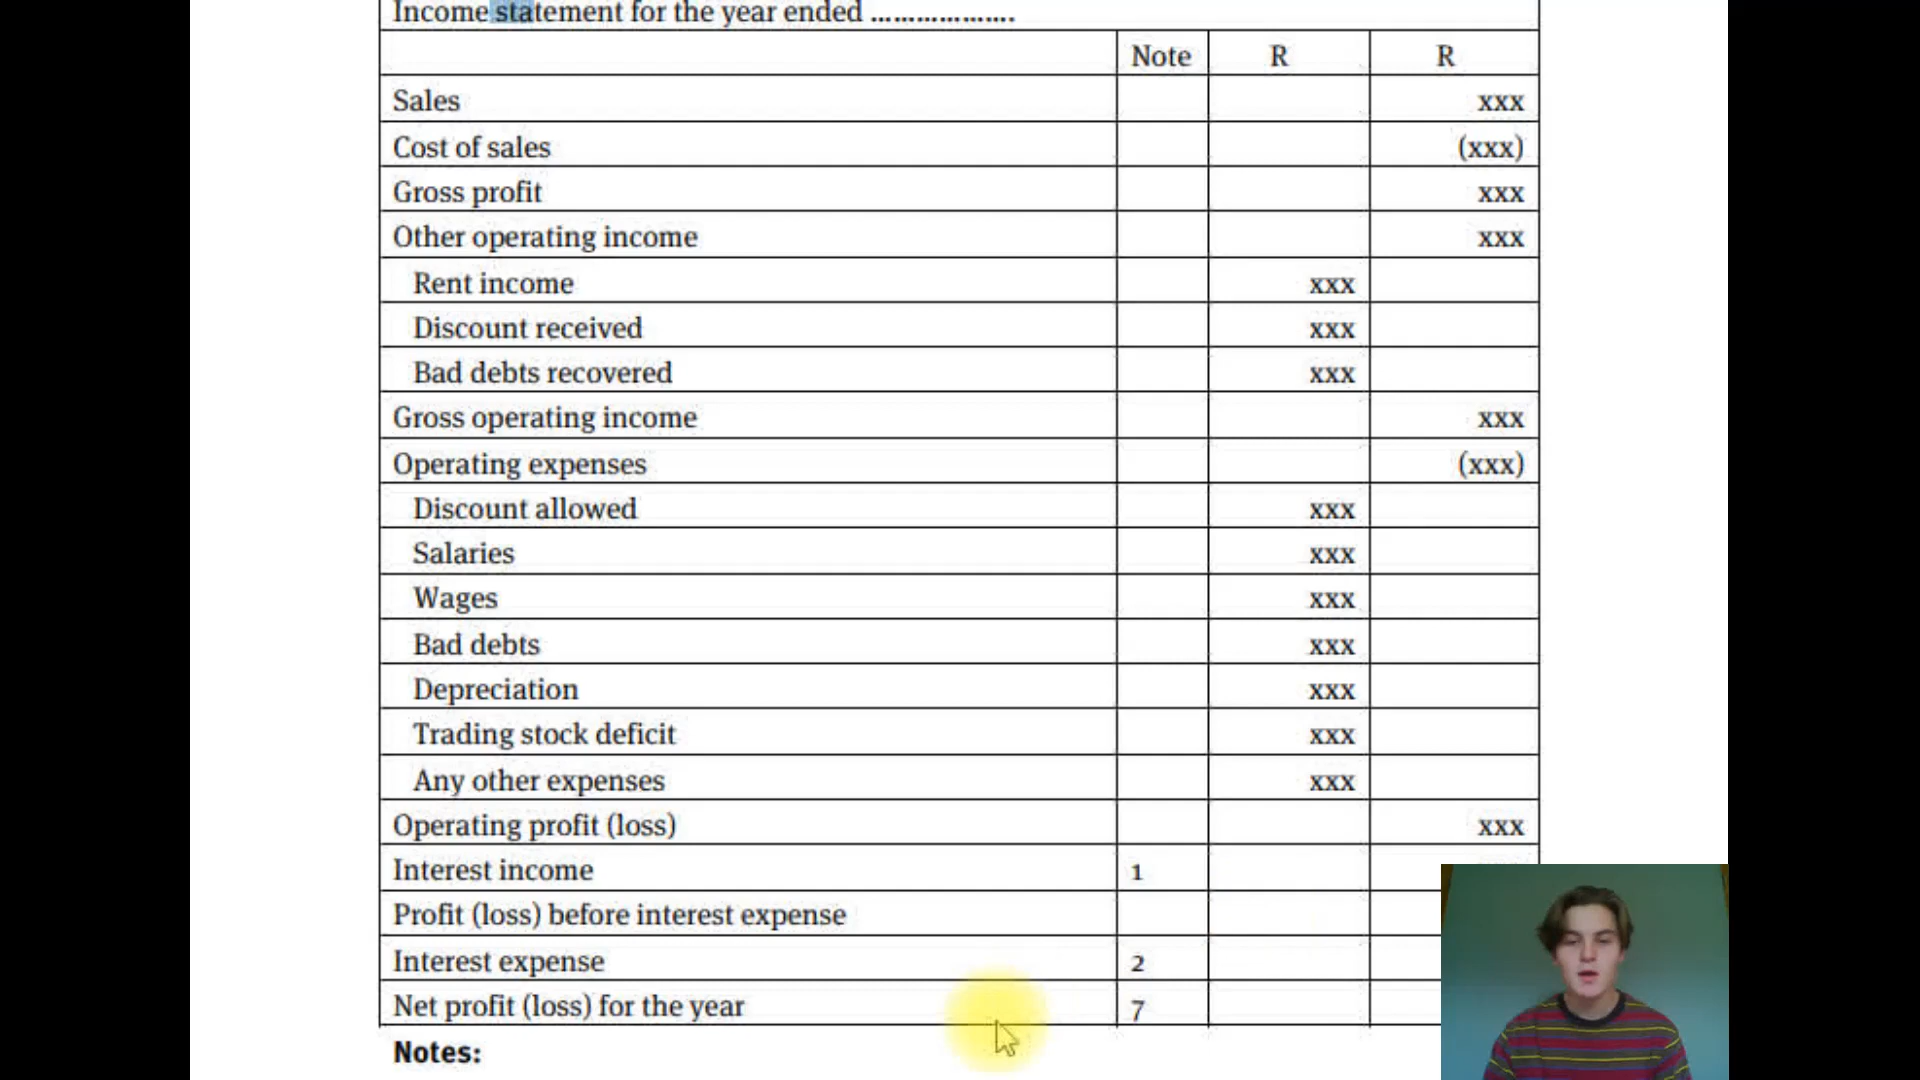 Income statement for the year ended ...................
Note R R
Sales xxx
Cost of sales (xxx)
Gross profit xxx
Other operating income xxx
Rent income xxx
Discount received xxx
Bad debts recovered xxx
Gross operating income xxx
Operating expenses (xxx)
Discount allowed xxx
Salaries xxx
Wages xxx
Bad debts xxx
Depreciation xxx
Trading stock deficit xxx
Any other expenses xxx
Operating profit (loss) xxx
Interest income 1
Profit (loss) before interest expense
Interest expense 2
Net profit (loss) for the year 7
Notes: